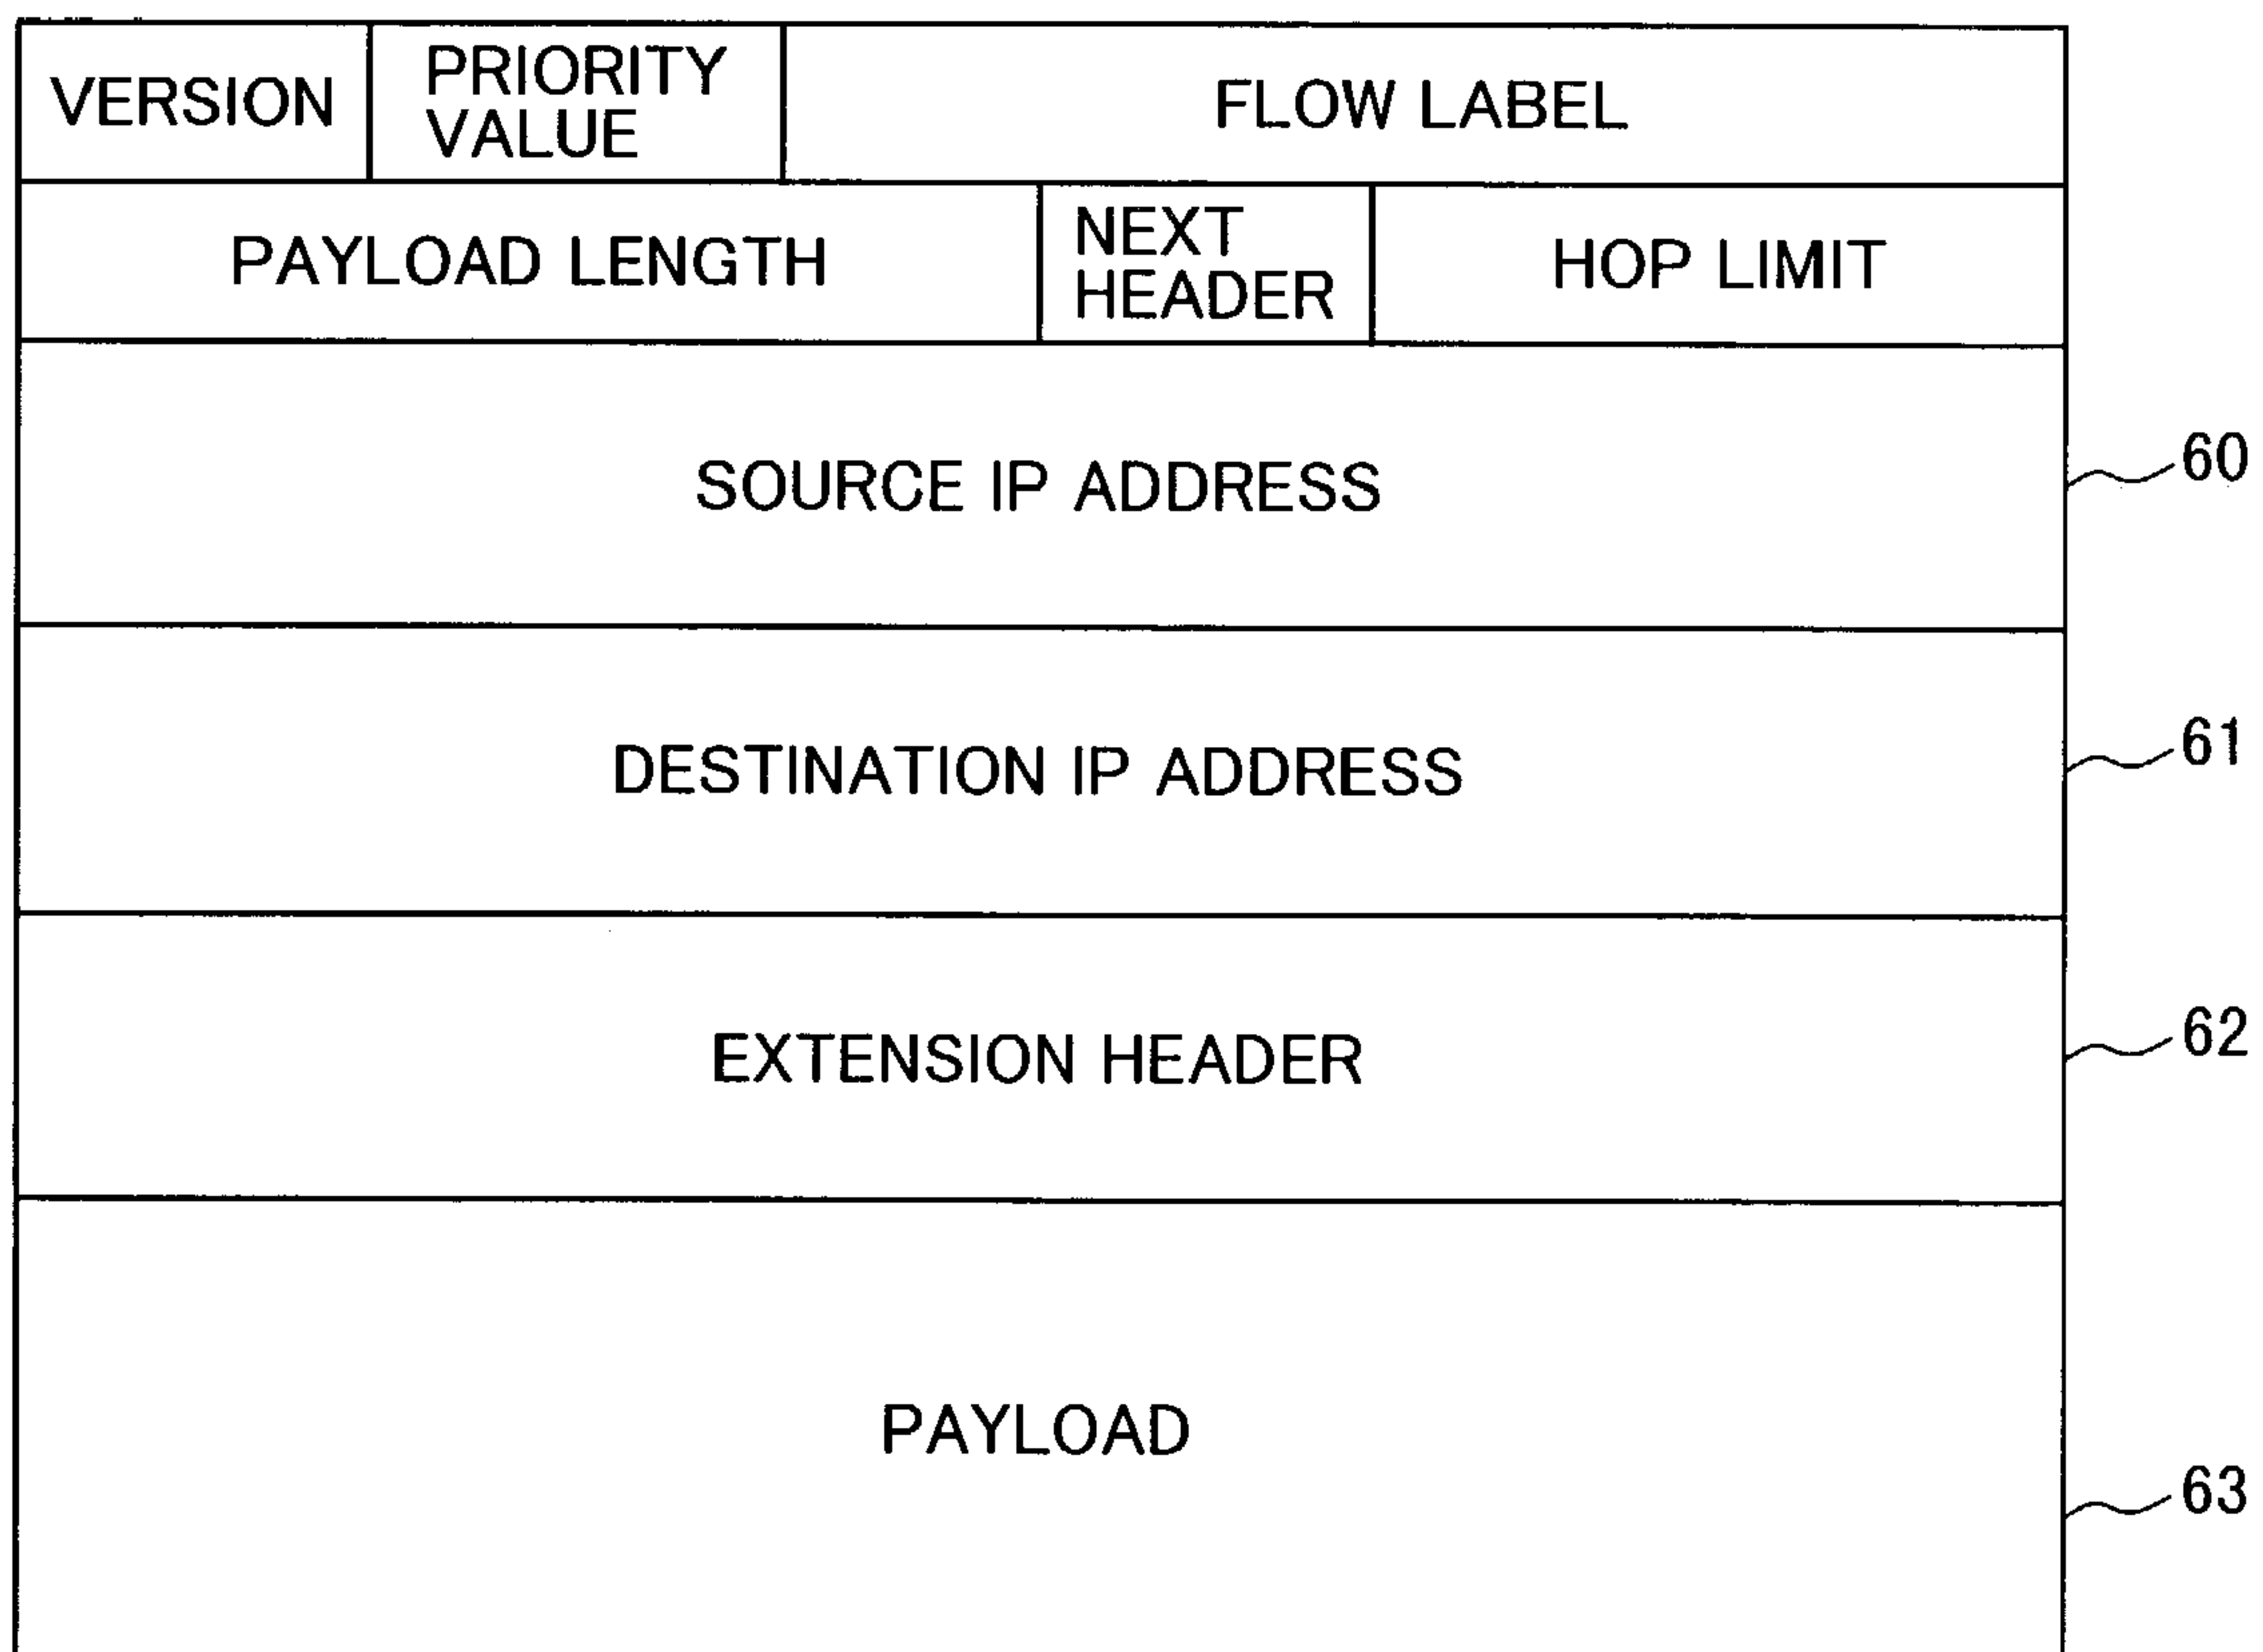 VERSION
PRIORITY
VALUE
FLOW LABEL
PAYLOAD LENGTH
NEXT
HEADER
HOP LIMIT
SOURCE IP ADDRESS
60
DESTINATION IP ADDRESS
61
EXTENSION HEADER
62
PAYLOAD
63